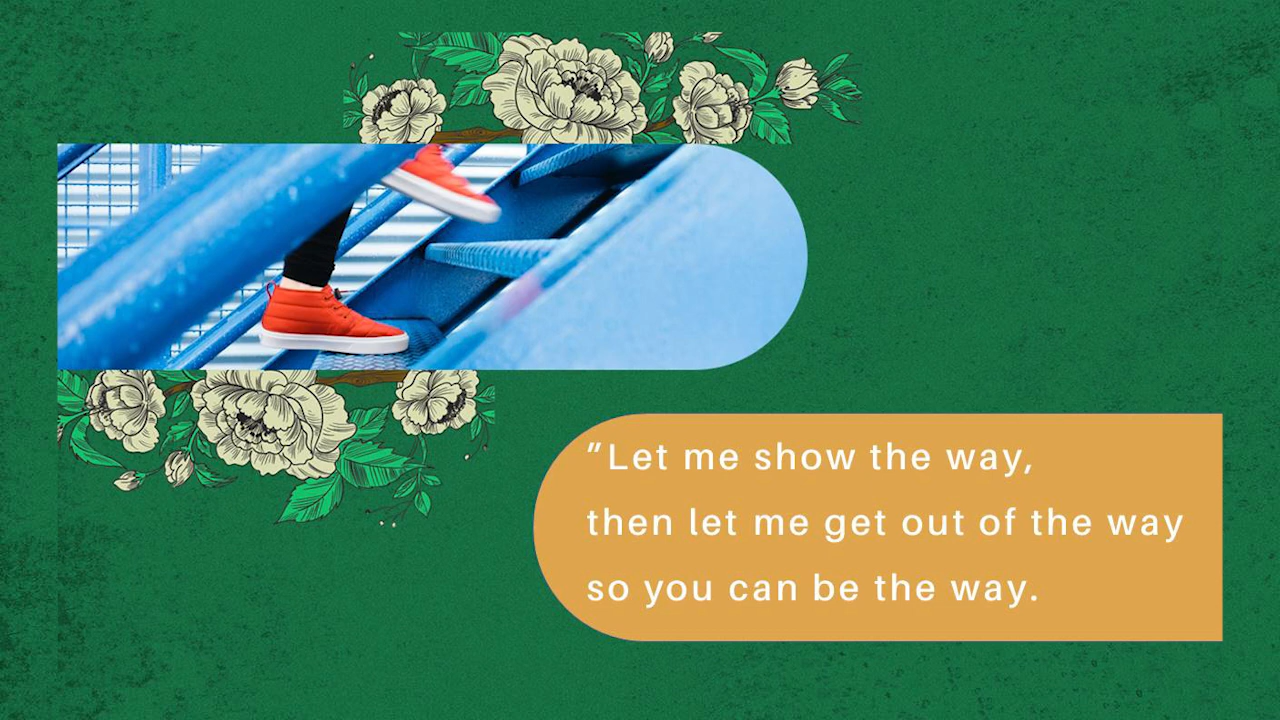 ”Let me show the way,
then let me get out of the way
so you can be the way.